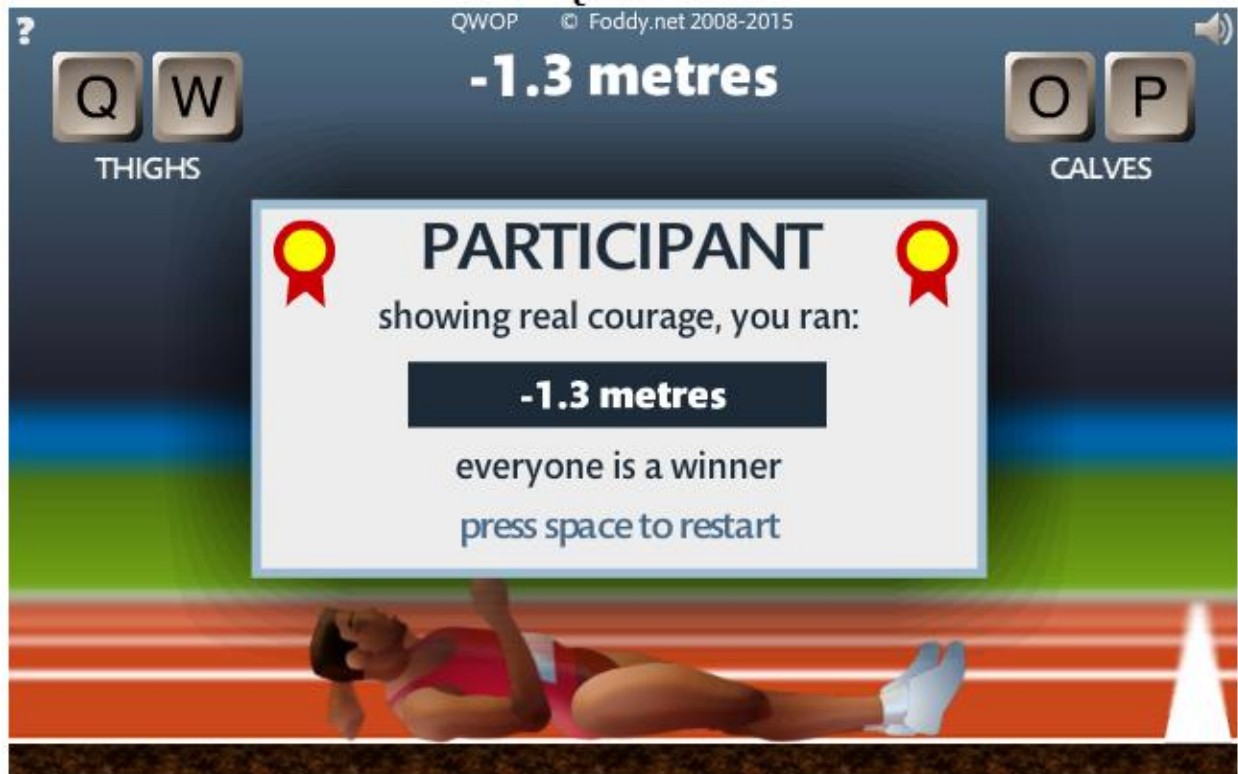 ?
QWOP © Foddy.net 2008-2015
-1.3 metres
Q W
THIGHS
O P
CALVES
PARTICIPANT
showing real courage, you ran:
-1.3 metres
everyone is a winner
press space to restart